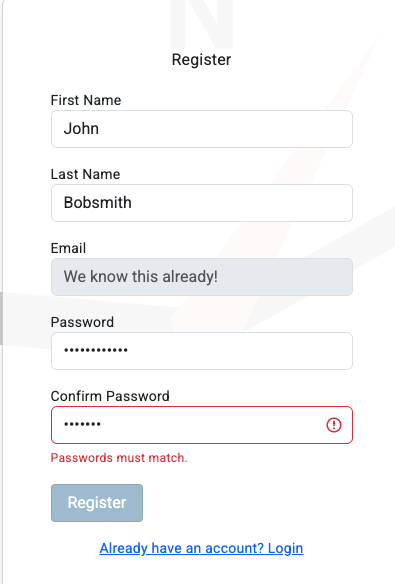 N
Register
First Name
John
Last Name
Bobsmith
Email
We know this already!
Password
••••••••••••
Confirm Password
•••••••
Passwords must match.
Register
Already have an account? Login